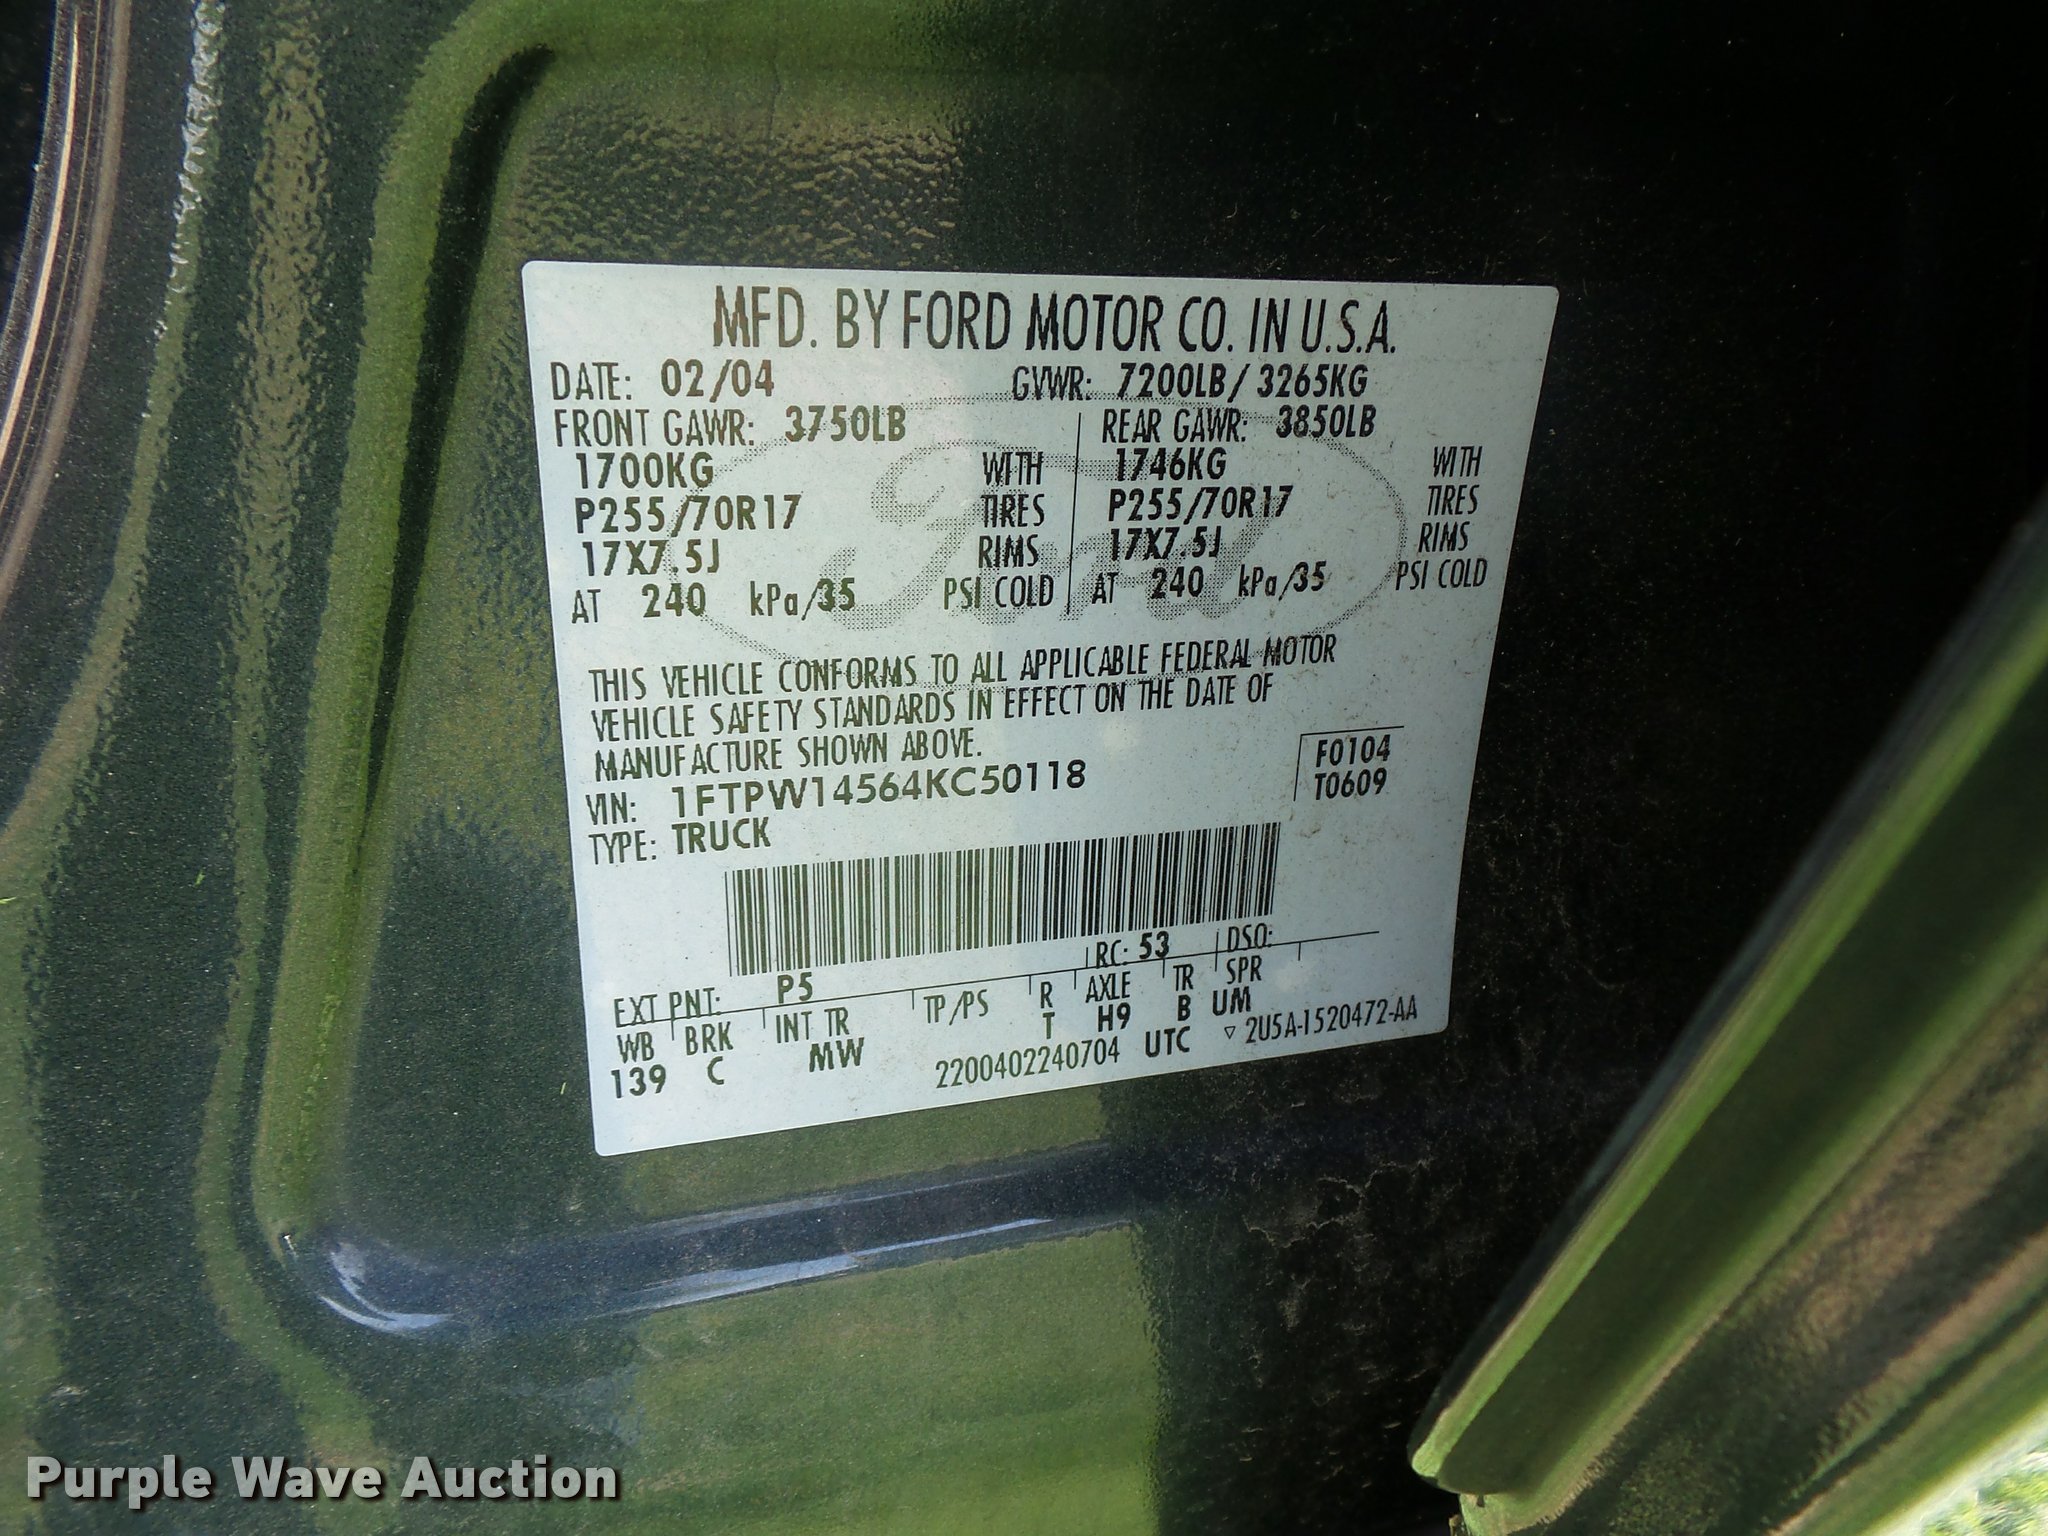 MFD. BY FORD MOTOR CO. IN U.S.A.
DATE: 02/04 GVWR: 7200LB/ 3265KG
FRONT GAWR: 3750LB REAR GAWR: 3850LB
1700KG WITH 1746KG WITH
P255/70R17 TIRES P255/70R17 TIRES
17X7.5J RIMS 17X7.5J RIMS
AT 240 kPa/35 PSI COLD AT 240 kPa/35 PSI COLD
Ford
THIS VEHICLE CONFORMS TO ALL APPLICABLE FEDERAL MOTOR
VEHICLE SAFETY STANDARDS IN EFFECT ON THE DATE OF
MANUFACTURE SHOWN ABOVE.
F0104
VIN: 1FTPW14564KC50118
T0609
TYPE: TRUCK
EXT PNT: P5 RC: 53 DSO:
WB BRK INT TR TP/PS R AXLE TR SPR
139 C MW T H9 B UM
2200402240704 UTC ▽ 2U5A-1520472-AA
Purple Wave Auction